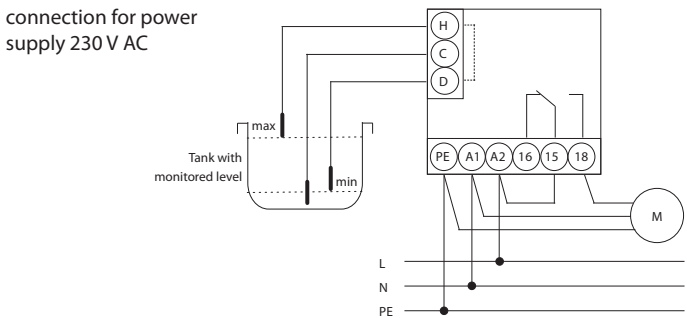 connection for power
supply 230 V AC
H
C
D
max
Tank with
monitored level
min
PE A1 A2 16 15 18
M
L
N
PE